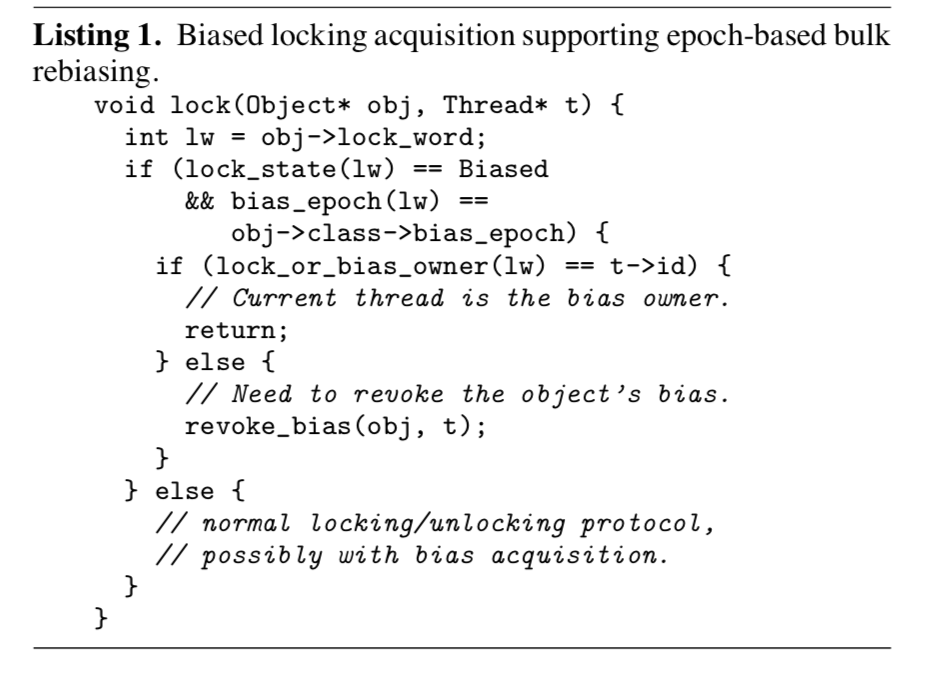 Listing 1. Biased locking acquisition supporting epoch-based bulk
rebiasing.
void lock(Object* obj, Thread* t) {
int lw = obj->lock_word;
if (lock_state(lw) == Biased
&& bias_epoch(lw) ==
obj->class->bias_epoch) {
if (lock_or_bias_owner(lw) == t->id) {
// Current thread is the bias owner.
return;
} else {
// Need to revoke the object's bias.
revoke_bias(obj, t);
}
} else {
// normal locking/unlocking protocol,
// possibly with bias acquisition.
}
}